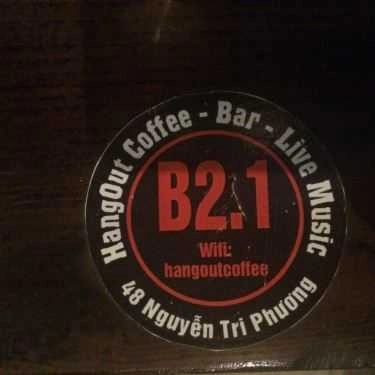 HangOut Coffee - Bar - Live Music
B2.1
Wifi:
hangoutcoffee
48 Nguyễn Tri Phương